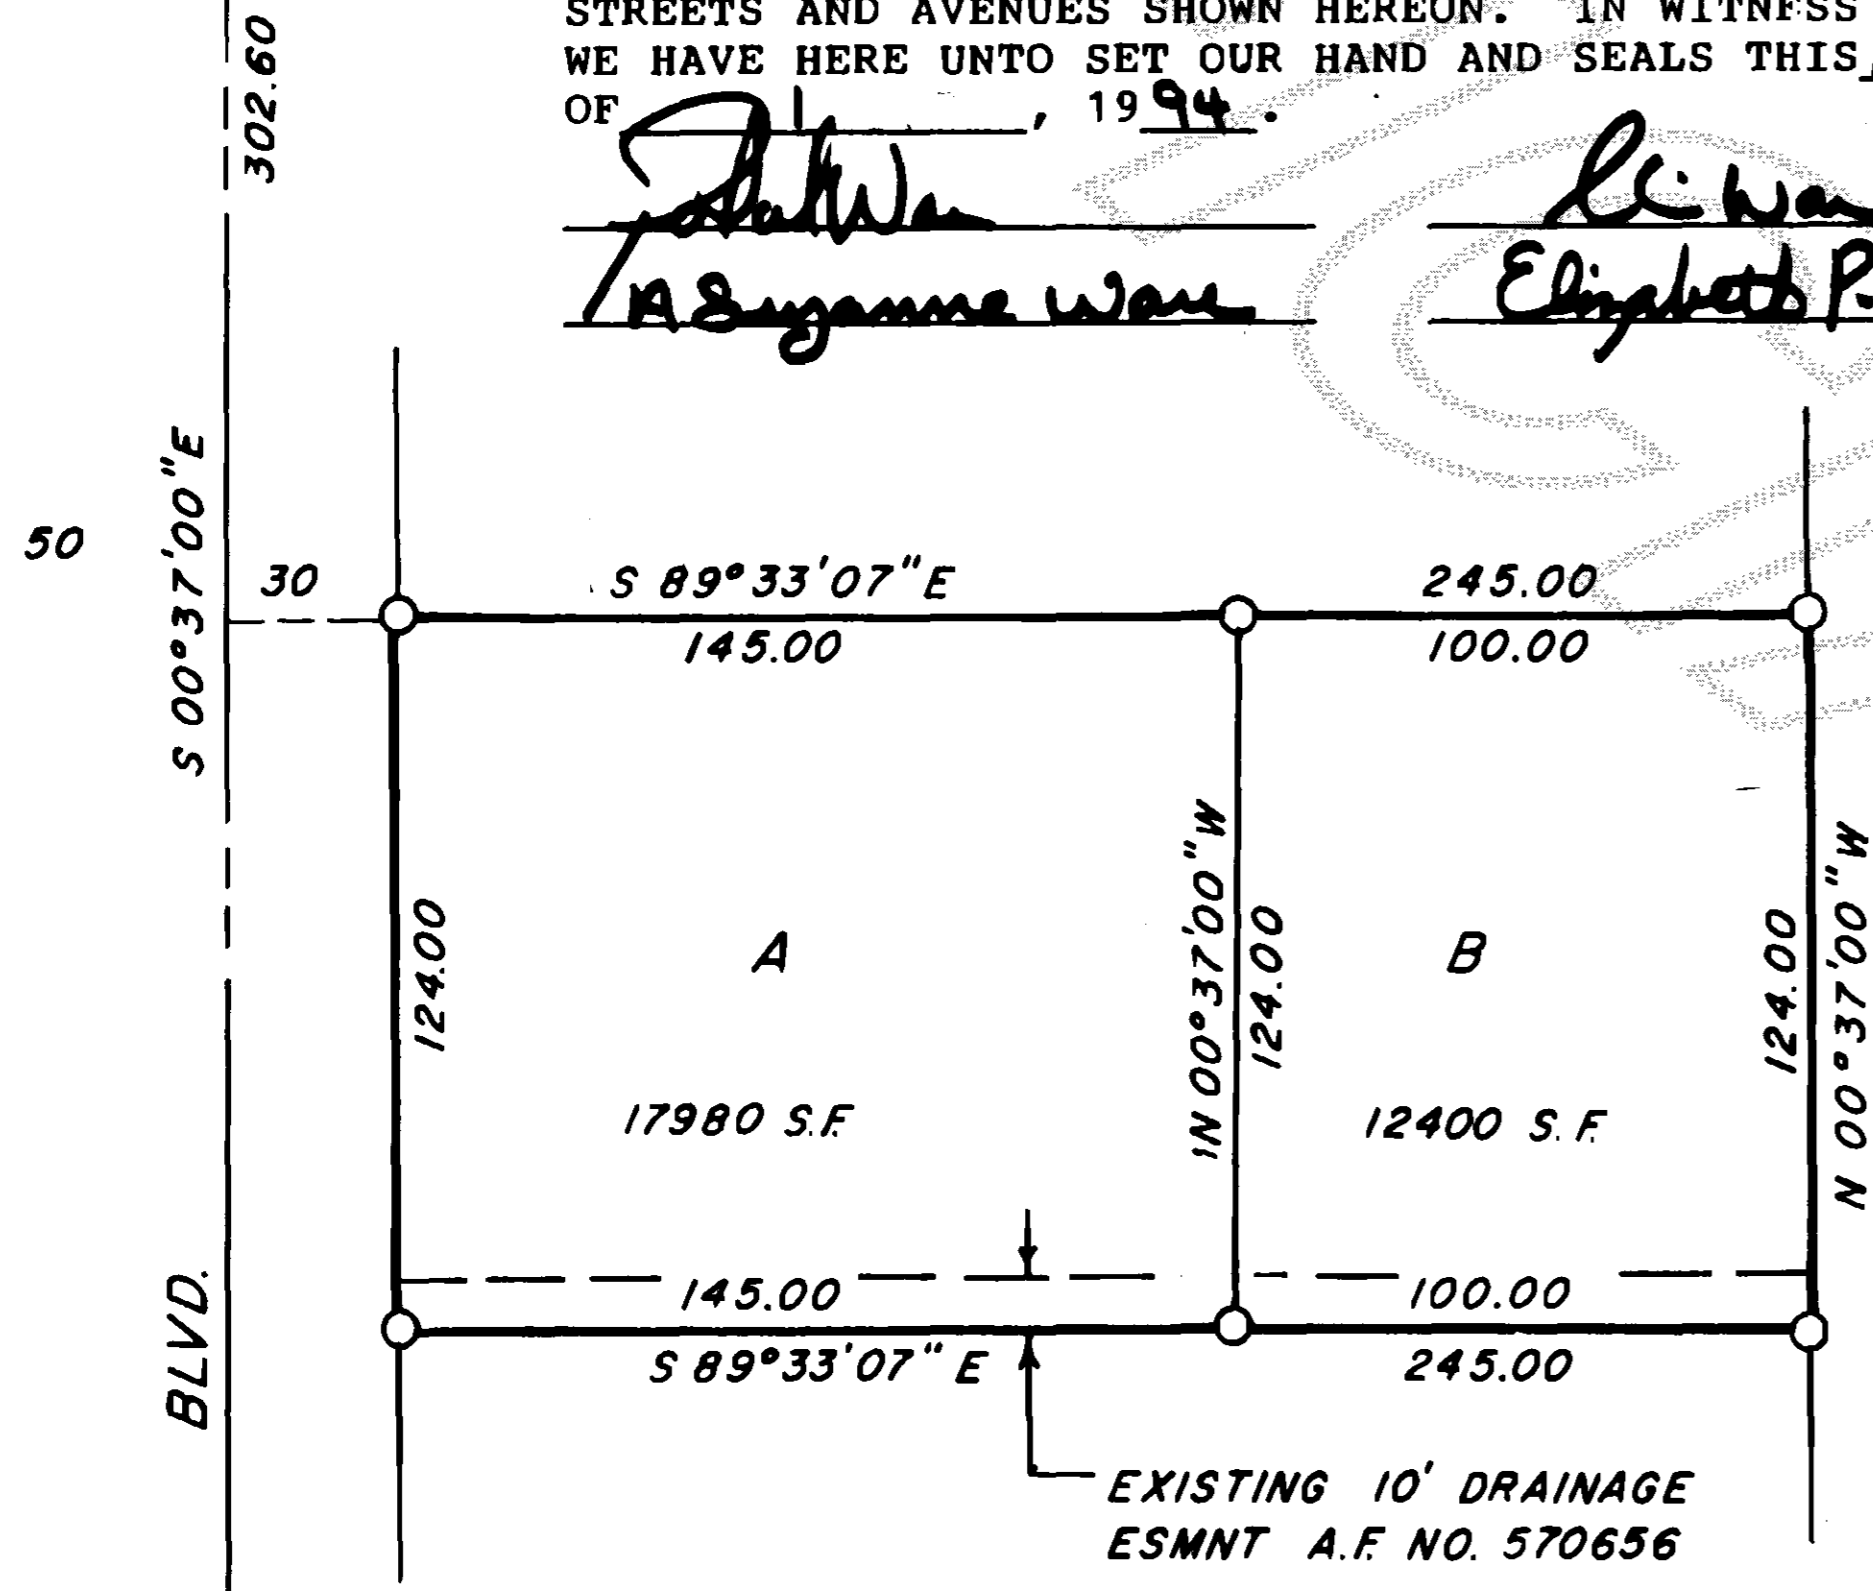 STREETS AND AVENUES SHOWN HEREON. IN WITNESS
WE HAVE HERE UNTO SET OUR HAND AND SEALS THIS
OF , 1994.
A Suzanne Ware
Elizabeth P.
302.60
S 00°37'00"E
50
30
S 89°33'07"E
245.00
145.00
100.00
124.00
A
N 00°37'00"W
124.00
B
124.00
N 00°37'00"W
17980 S.F.
12400 S.F.
145.00
100.00
S 89°33'07"E
245.00
BLVD.
EXISTING 10' DRAINAGE
ESMNT A.F. NO. 570656